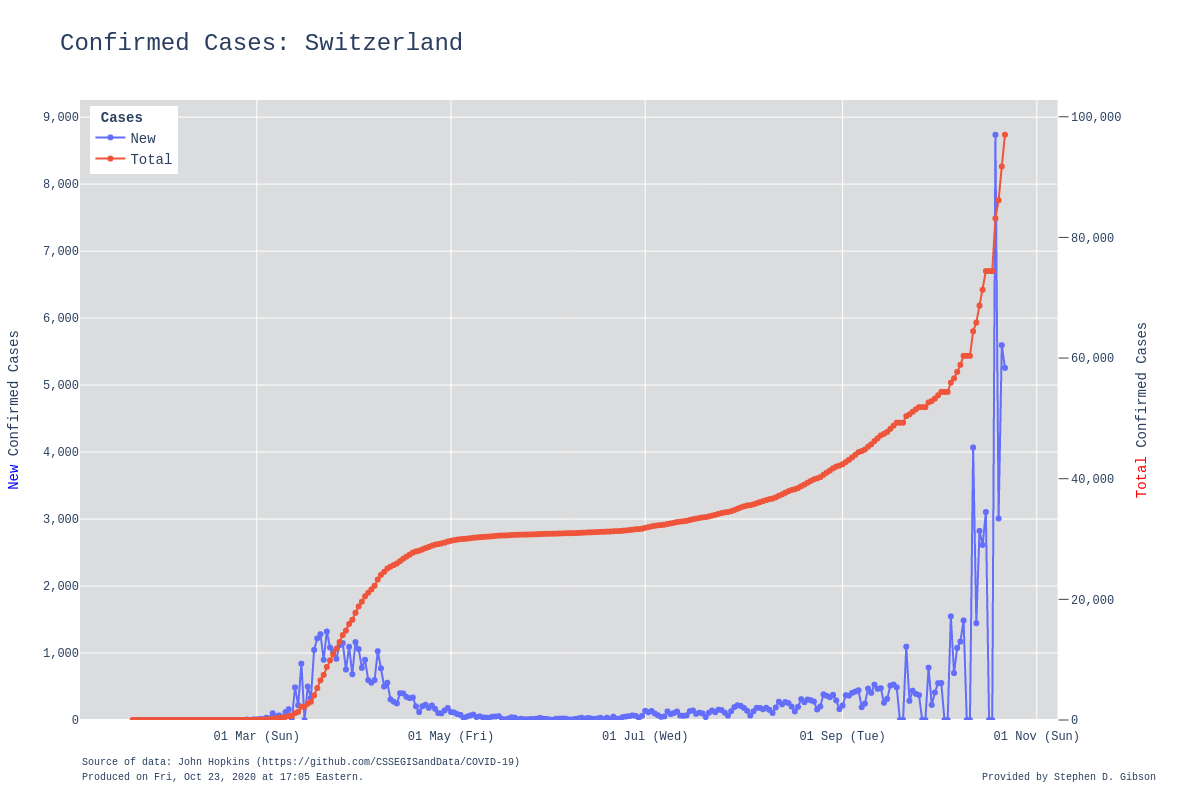 Confirmed Cases: Switzerland
Cases
New
Total
9,000
8,000
7,000
6,000
5,000
4,000
3,000
2,000
1,000
0
New Confirmed Cases
100,000
80,000
60,000
40,000
20,000
0
Total Confirmed Cases
01 Mar (Sun)
01 May (Fri)
01 Jul (Wed)
01 Sep (Tue)
01 Nov (Sun)
Source of data: John Hopkins (https://github.com/CSSEGISandData/COVID-19)
Produced on Fri, Oct 23, 2020 at 17:05 Eastern.
Provided by Stephen D. Gibson